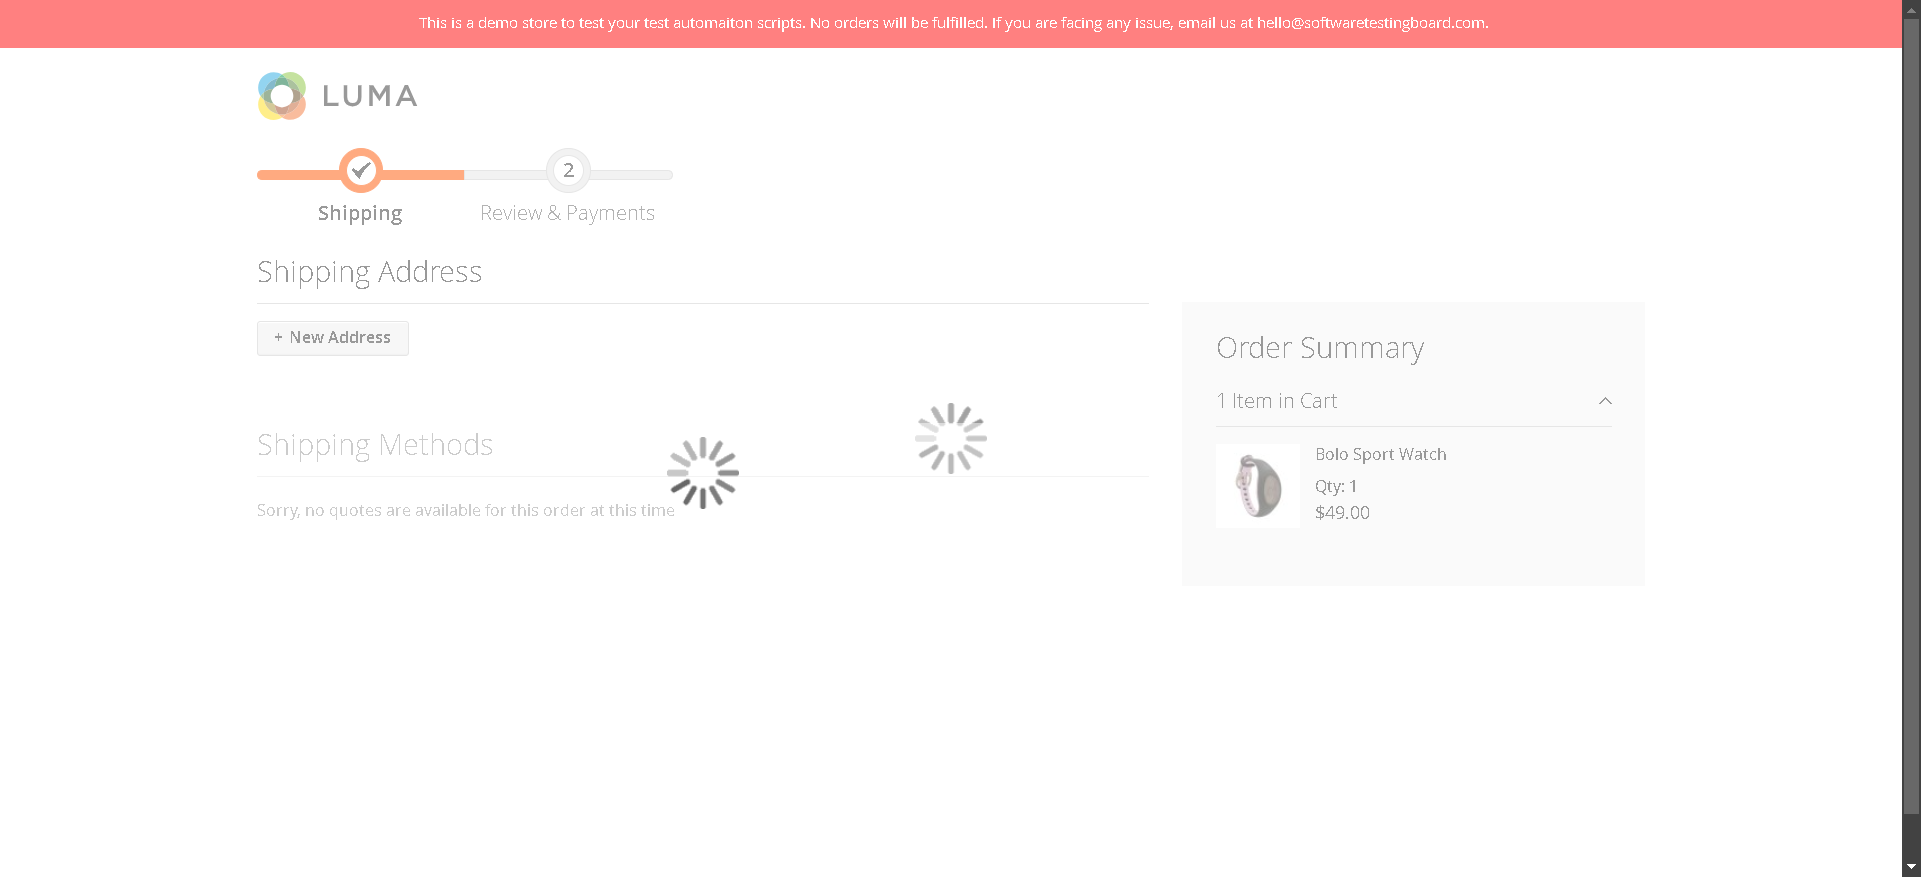 This is a demo store to test your test automaiton scripts. No orders will be fulfilled. If you are facing any issue, email us at hello@softwaretestingboard.com.
LUMA
2
Shipping
Review & Payments
Shipping Address
+ New Address
Order Summary
1 Item in Cart
Bolo Sport Watch
Qty: 1
$49.00
Shipping Methods
Sorry, no quotes are available for this order at this time